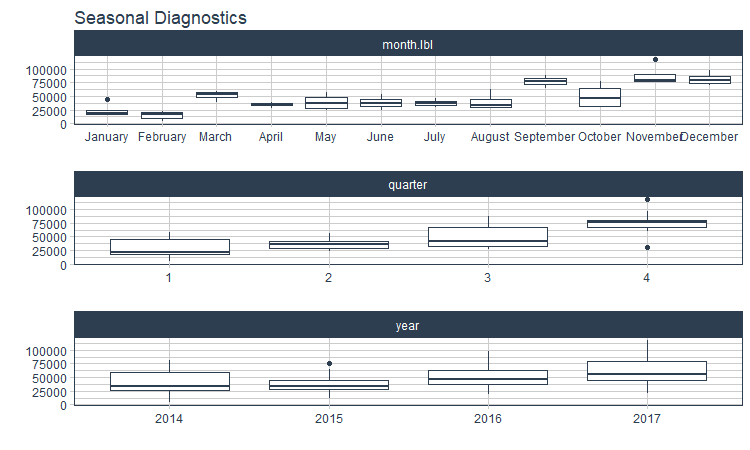 Seasonal Diagnostics
month.lbl
100000
75000
50000
25000
0
January February March April May June July August September October November December
quarter
100000
75000
50000
25000
0
1 2 3 4
year
100000
75000
50000
25000
0
2014 2015 2016 2017